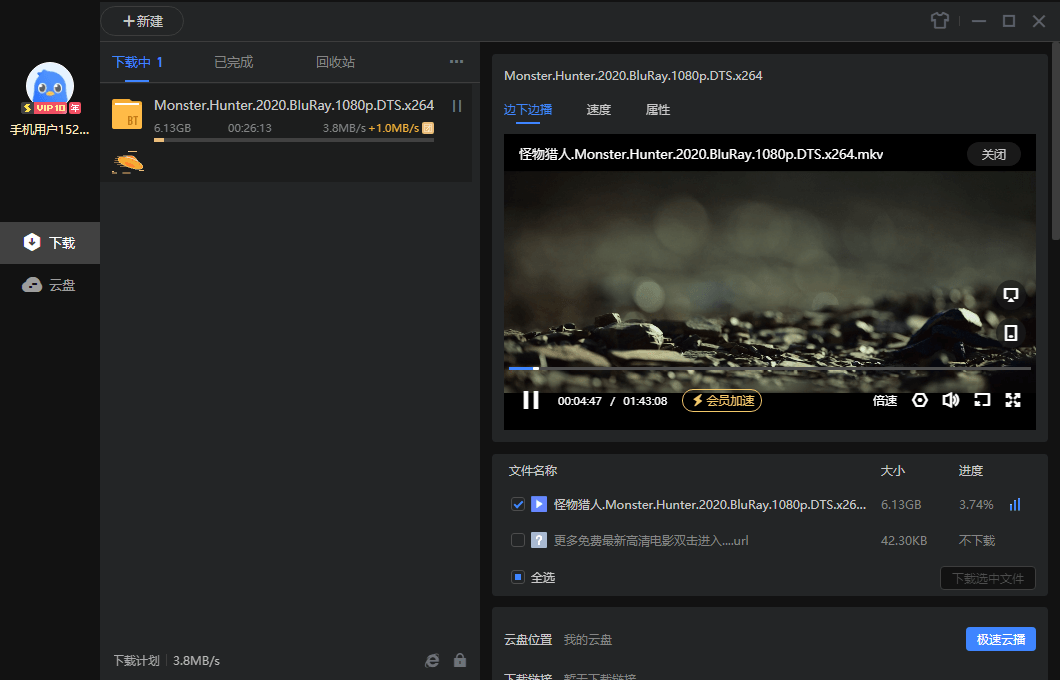 新建
下载中 1
已完成
回收站
VIP 10 年
手机用户152...
下载
云盘
BT
Monster.Hunter.2020.BluRay.1080p.DTS.x264
6.13GB 00:26:13 3.8MB/s +1.0MB/s
下载计划 3.8MB/s
Monster.Hunter.2020.BluRay.1080p.DTS.x264
边下边播 速度 属性
怪物猎人.Monster.Hunter.2020.BluRay.1080p.DTS.x264.mkv
关闭
00:04:47 / 01:43:08 会员加速 倍速
文件名称 大小 进度
怪物猎人.Monster.Hunter.2020.BluRay.1080p.DTS.x26... 6.13GB 3.74%
更多免费最新高清电影双击进入....url 42.30KB 不下载
全选 下载选中文件
云盘位置 我的云盘 极速云播
下载链接 暂无下载链接